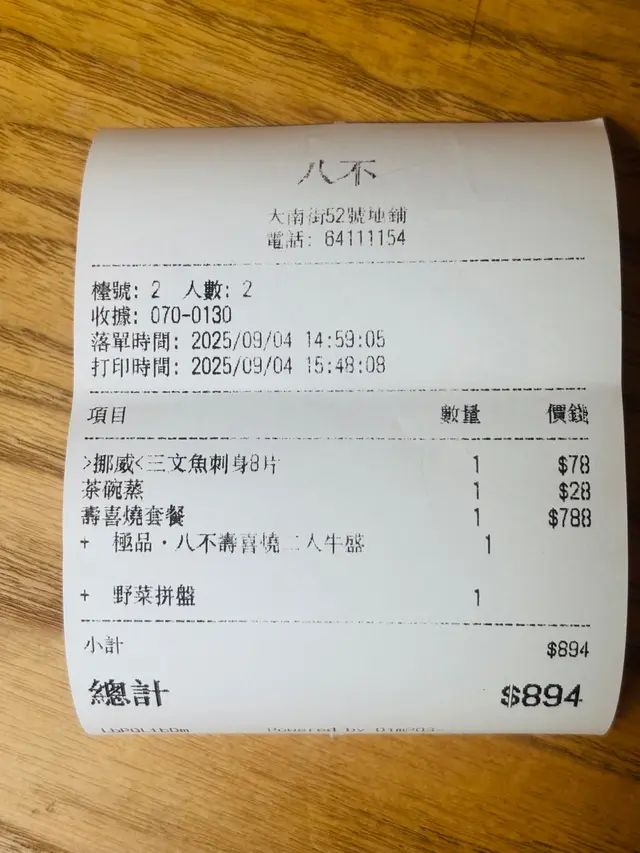 八不
大南街52號地鋪
電話: 64111154
檯號: 2 人數: 2
收據: 070-0130
落單時間: 2025/09/04 14:59:05
打印時間: 2025/09/04 15:48:08
項目 數量 價錢
>挪威<三文魚刺身8片 1 $78
茶碗蒸 1 $28
壽喜燒套餐 1 $788
+ 極品·八不壽喜燒二人牛盛 1
+ 野菜拼盤 1
小計 $894
總計 $894
Powered by